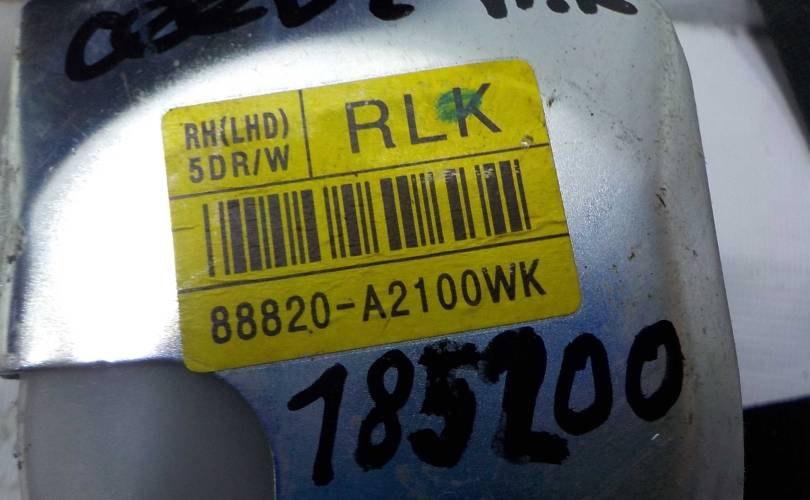 RH(LHD)
5DR/W
RLK
88820-A2100WK
185200